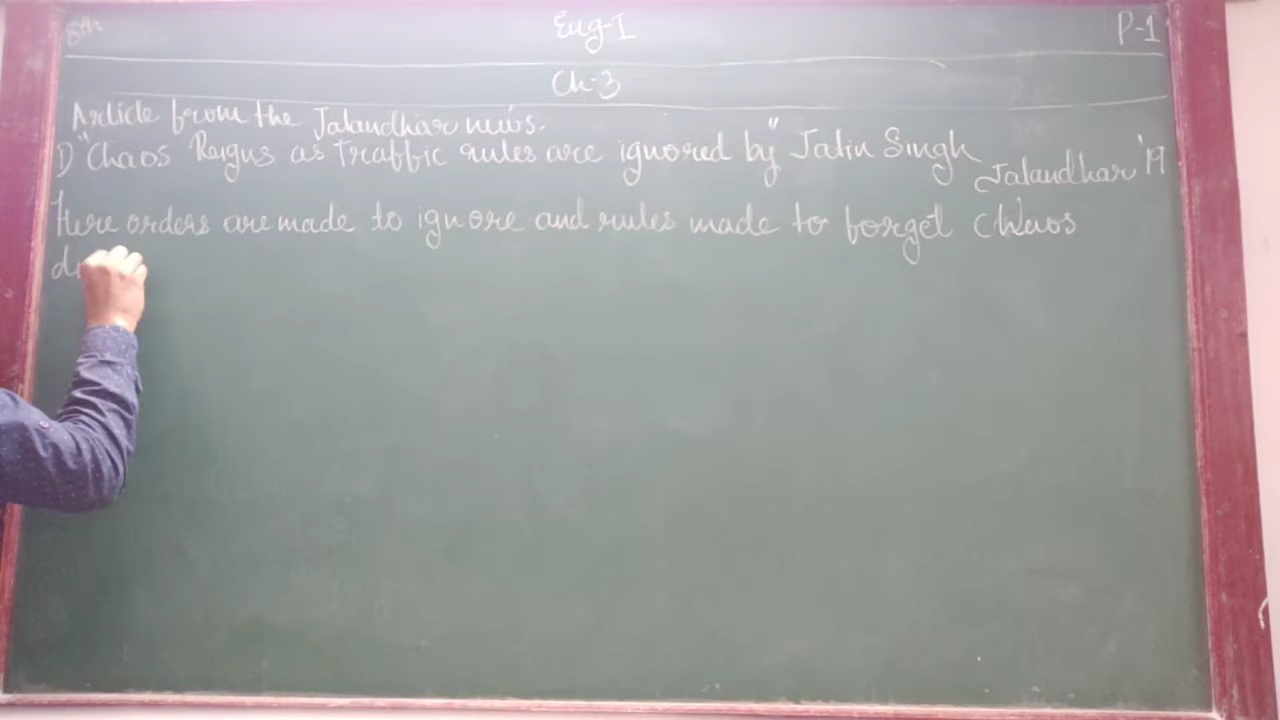 8th Eng-I P-1
Ch-3
Article from the Jalandhar news.
1) "Chaos Reigns as Traffic rules are ignored by" Jatin Singh
Jalandhar '19
Here orders are made to ignore and rules made to forget Chaos